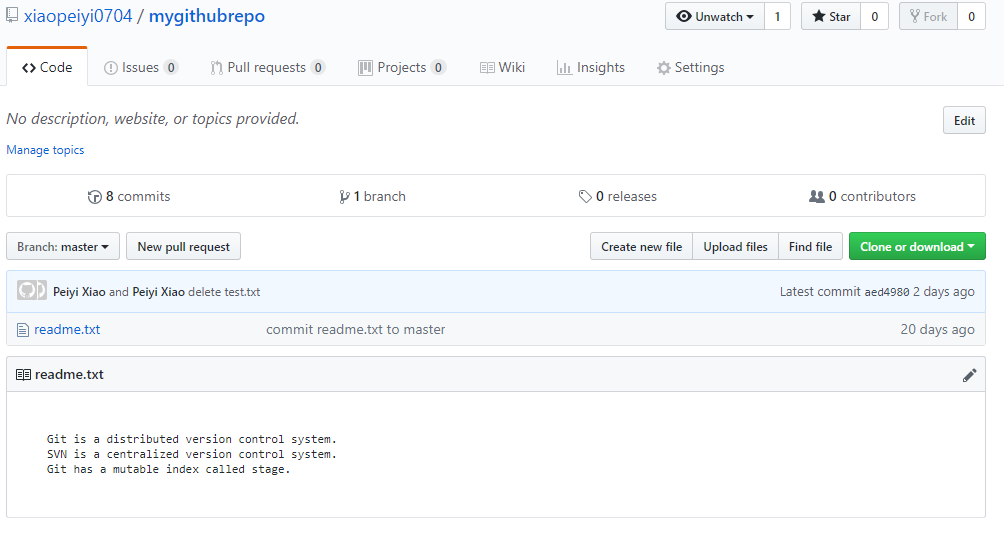 xiaopeiyi0704 / mygithubrepo Unwatch 1 Star 0 Fork 0
Code Issues 0 Pull requests 0 Projects 0 Wiki Insights Settings
No description, website, or topics provided. Edit
Manage topics
8 commits 1 branch 0 releases 0 contributors
Branch: master New pull request Create new file Upload files Find file Clone or download
Peiyi Xiao and Peiyi Xiao delete test.txt Latest commit aed4980 2 days ago
readme.txt commit readme.txt to master 20 days ago
readme.txt
Git is a distributed version control system.
SVN is a centralized version control system.
Git has a mutable index called stage.